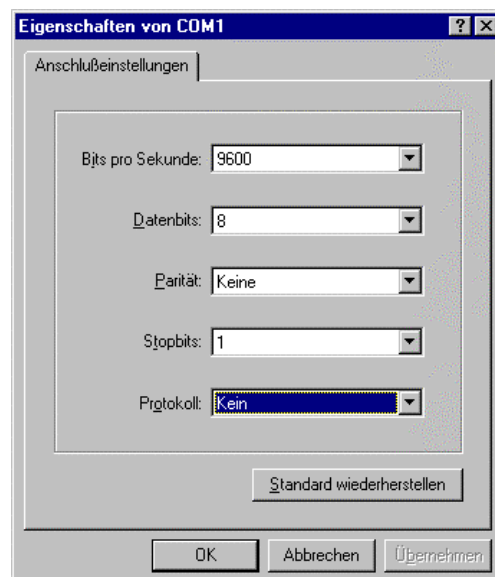 Eigenschaften von COM1
Anschlußeinstellungen
Bits pro Sekunde: 9600
Datenbits: 8
Parität: Keine
Stopbits: 1
Protokoll: Kein
Standard wiederherstellen
OK Abbrechen Übernehmen